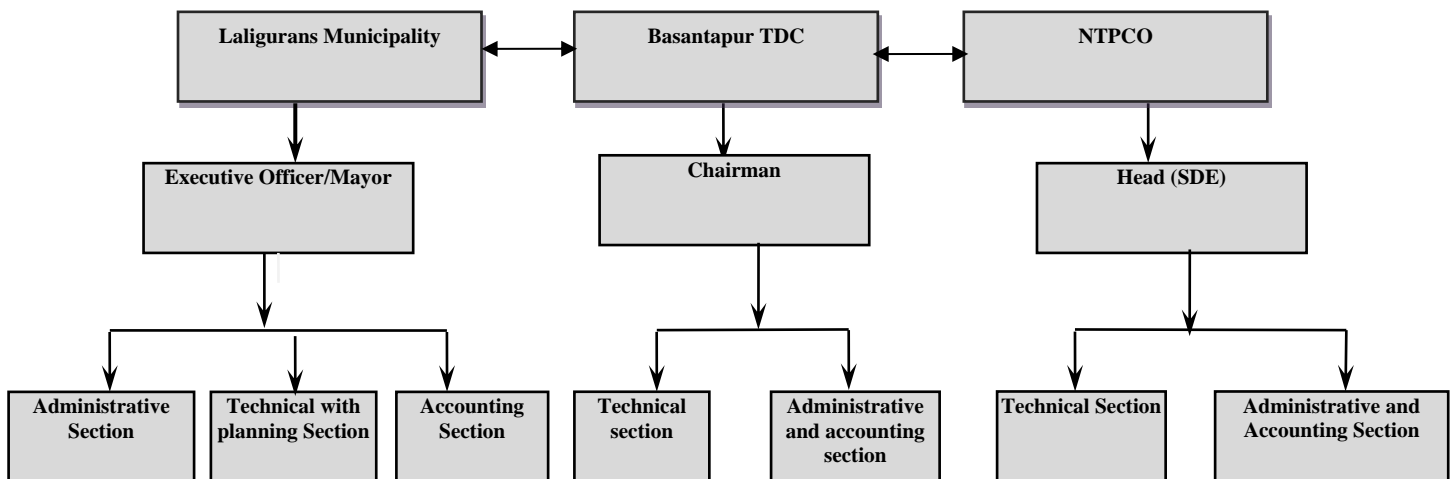 Laligurans Municipality
Basantapur TDC
NTPCO
Executive Officer/Mayor
Chairman
Head (SDE)
Administrative
Section
Technical with
planning Section
Accounting
Section
Technical
section
Administrative
and accounting
section
Technical Section
Administrative and
Accounting Section